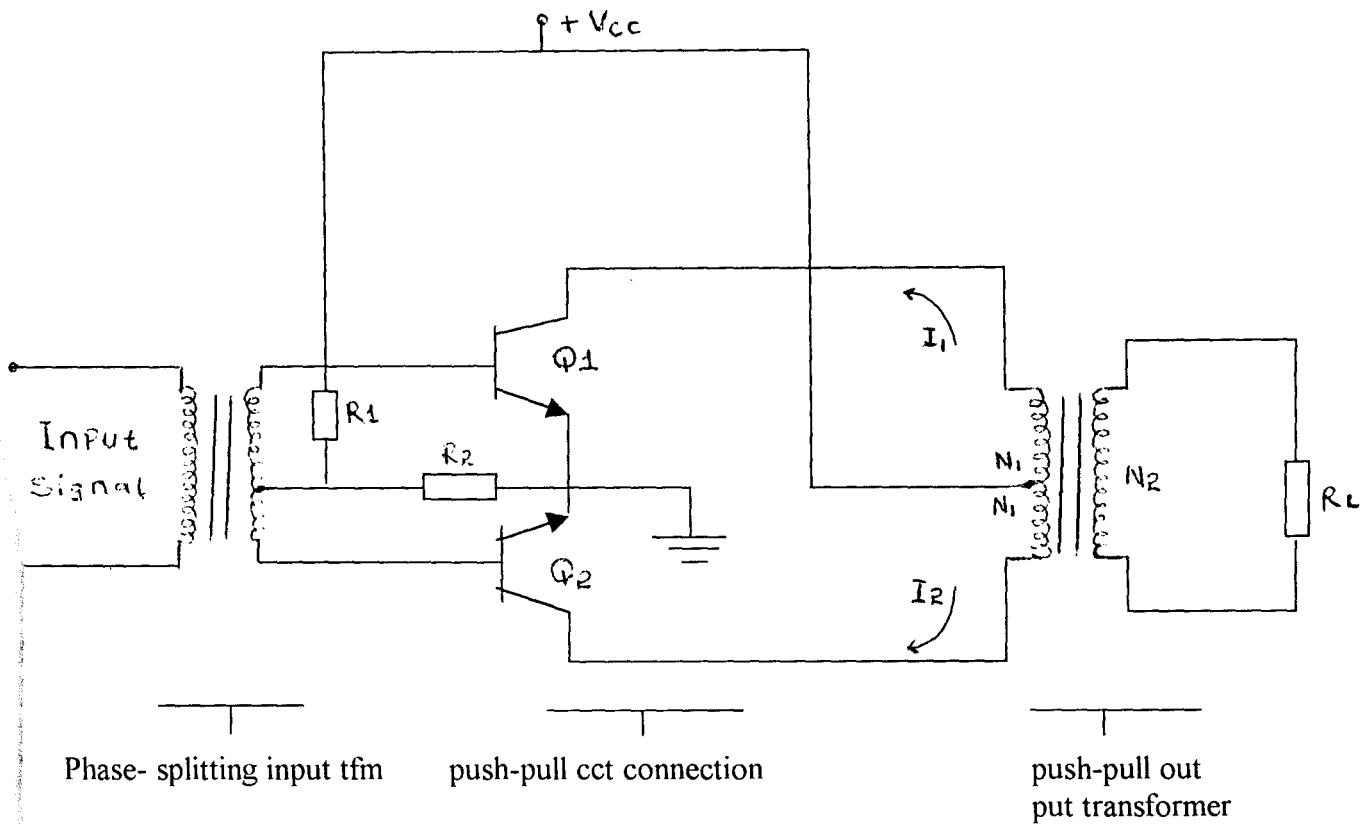 + Vcc
Q1
I1
R1
Input
Signal
R2
N1
N1
N2
RL
Q2
I2
Phase- splitting input tfm
push-pull cct connection
push-pull out
put transformer